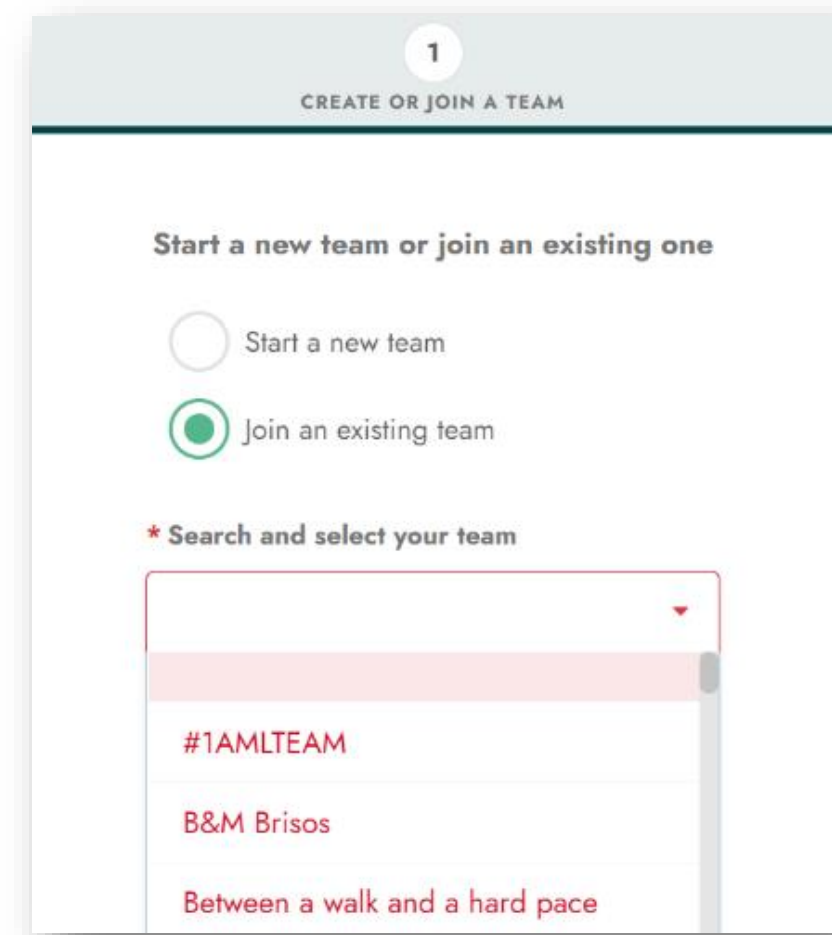 1
CREATE OR JOIN A TEAM
Start a new team or join an existing one
Start a new team
Join an existing team
* Search and select your team
#1AMLTEAM
B&M Brisos
Between a walk and a hard pace